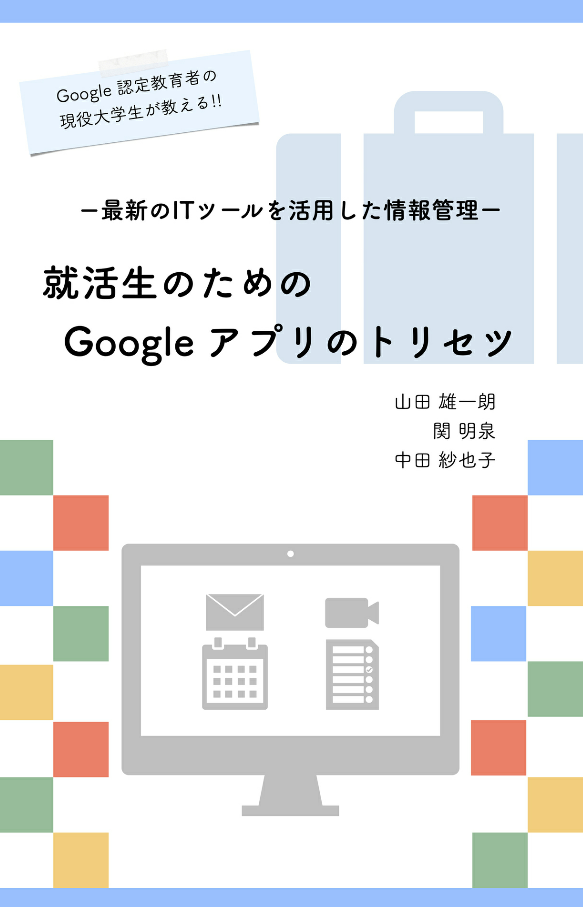 Google 認定教育者の
現役大学生が教える!!
ー最新のITツールを活用した情報管理ー
就活生のための
Google アプリのトリセツ
山田 雄一朗
関 明泉
中田 紗也子